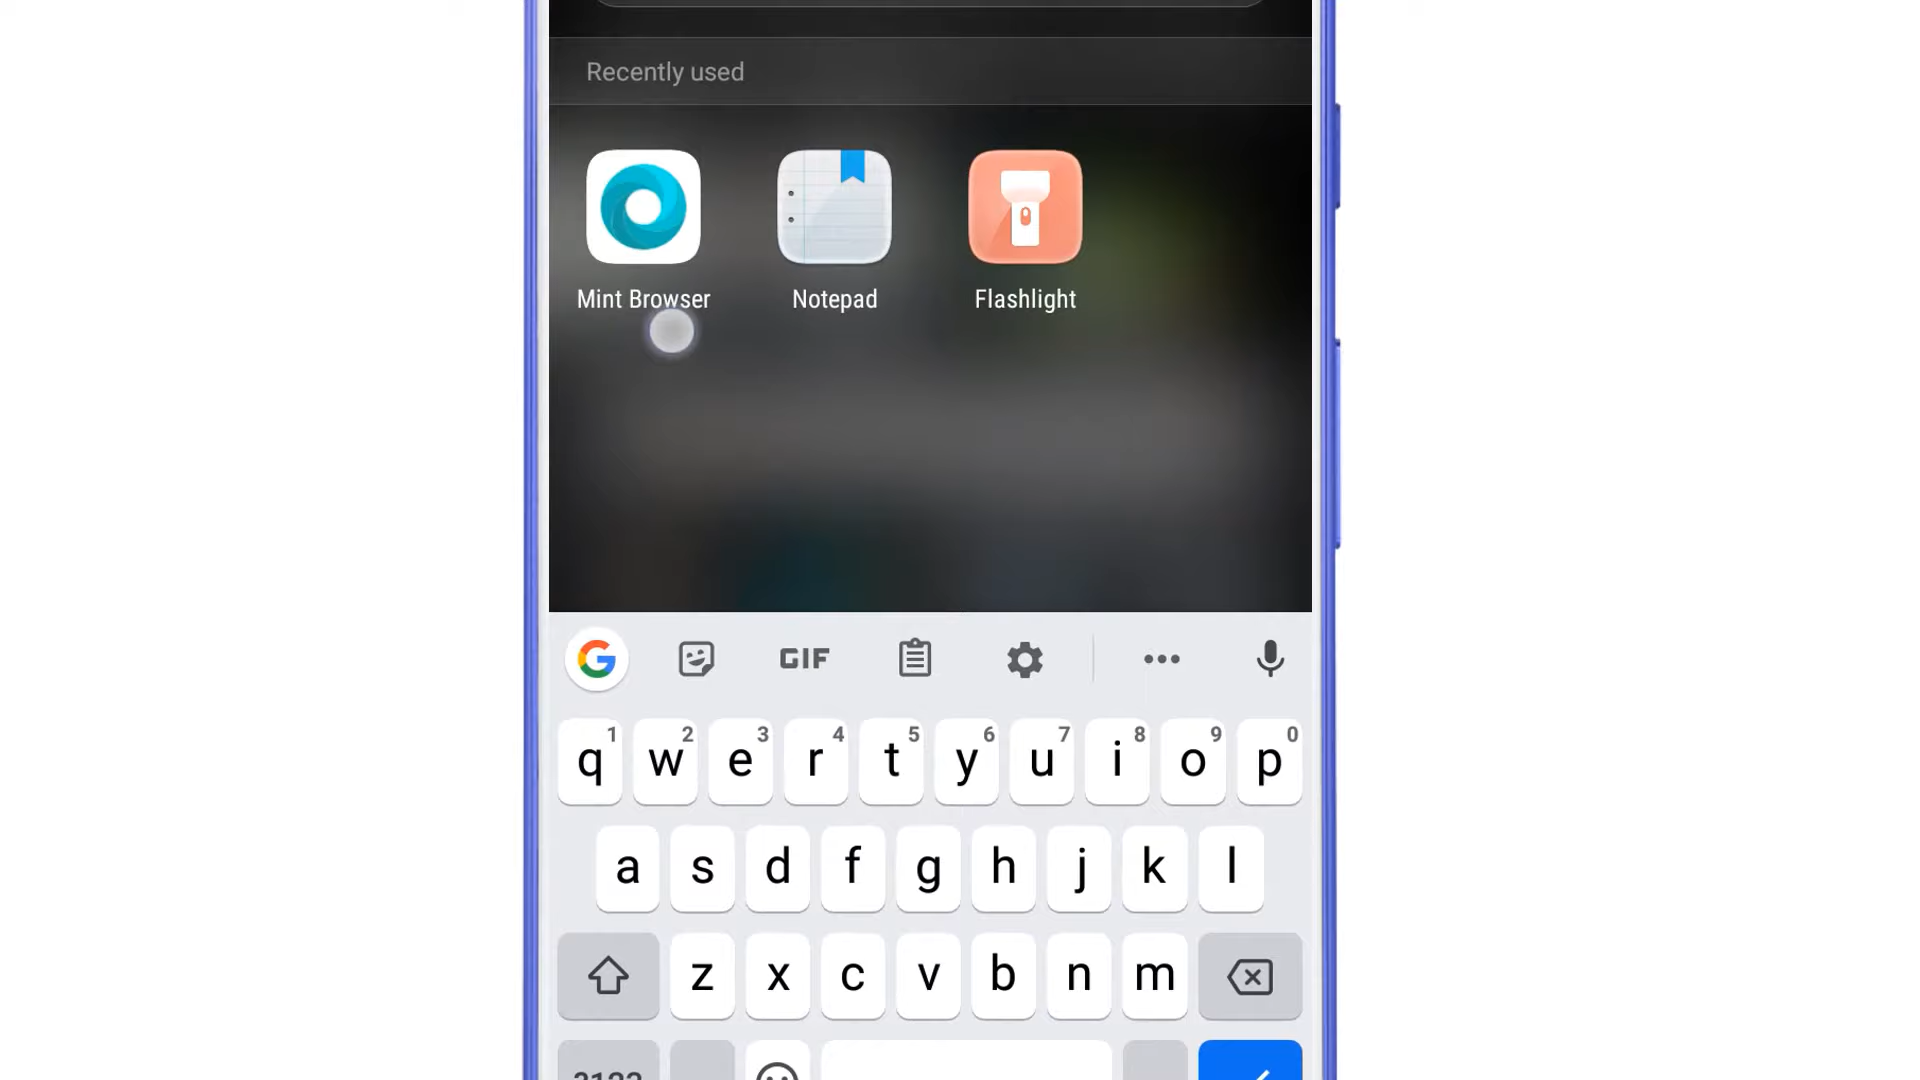 Recently used
Mint Browser Notepad Flashlight
G GIF
1 2 3 4 5 6 7 8 9 0
q w e r t y u i o p
a s d f g h j k l
z x c v b n m